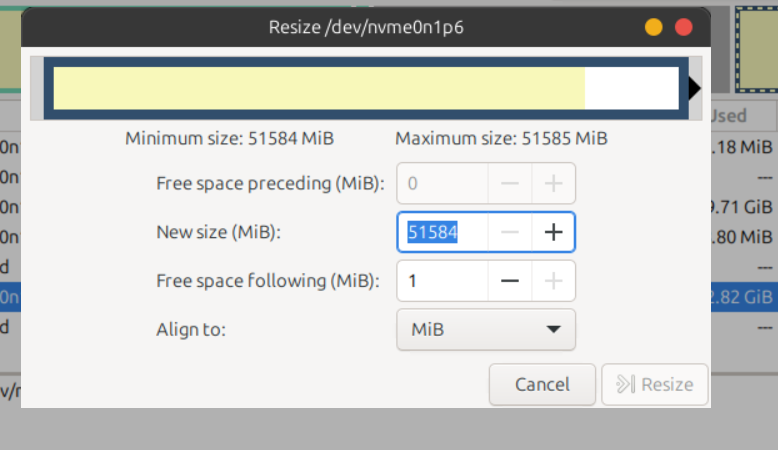 Resize /dev/nvme0n1p6
Minimum size: 51584 MiB Maximum size: 51585 MiB
Used
0n .18 MiB
Free space preceding (MiB): 0
0n ---
0n 9.71 GiB
New size (MiB): 51584
0n .80 MiB
d ---
Free space following (MiB): 1
0n 2.82 GiB
Align to: MiB
d ---
Cancel Resize
v/r